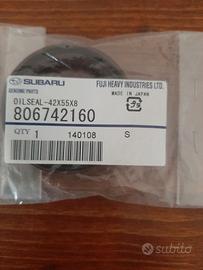 SUBARU
FUJI HEAVY INDUSTRIES LTD.
GENUINE PARTS
MADE IN JAPAN
OILSEAL-42X55X8
806742160
QTY 1 140108 S
subito